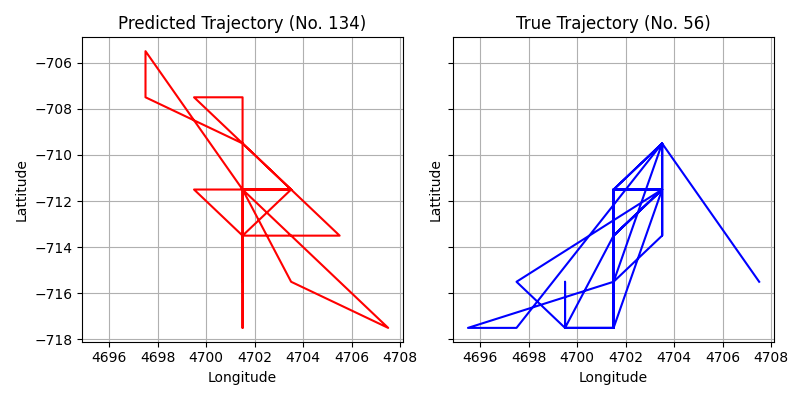 Predicted Trajectory (No. 134)
True Trajectory (No. 56)
Lattitude
−706
−708
−710
−712
−714
−716
−718
4696 4698 4700 4702 4704 4706 4708
Longitude
Lattitude
4696 4698 4700 4702 4704 4706 4708
Longitude